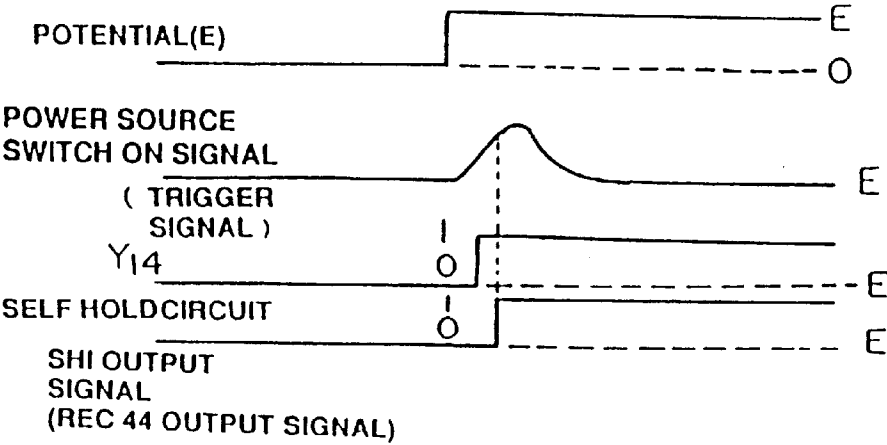 POTENTIAL(E)
E
O
POWER SOURCE
SWITCH ON SIGNAL
( TRIGGER
SIGNAL )
E
Y14
I
O
E
SELF HOLDCIRCUIT
I
O
E
SHI OUTPUT
SIGNAL
(REC 44 OUTPUT SIGNAL)